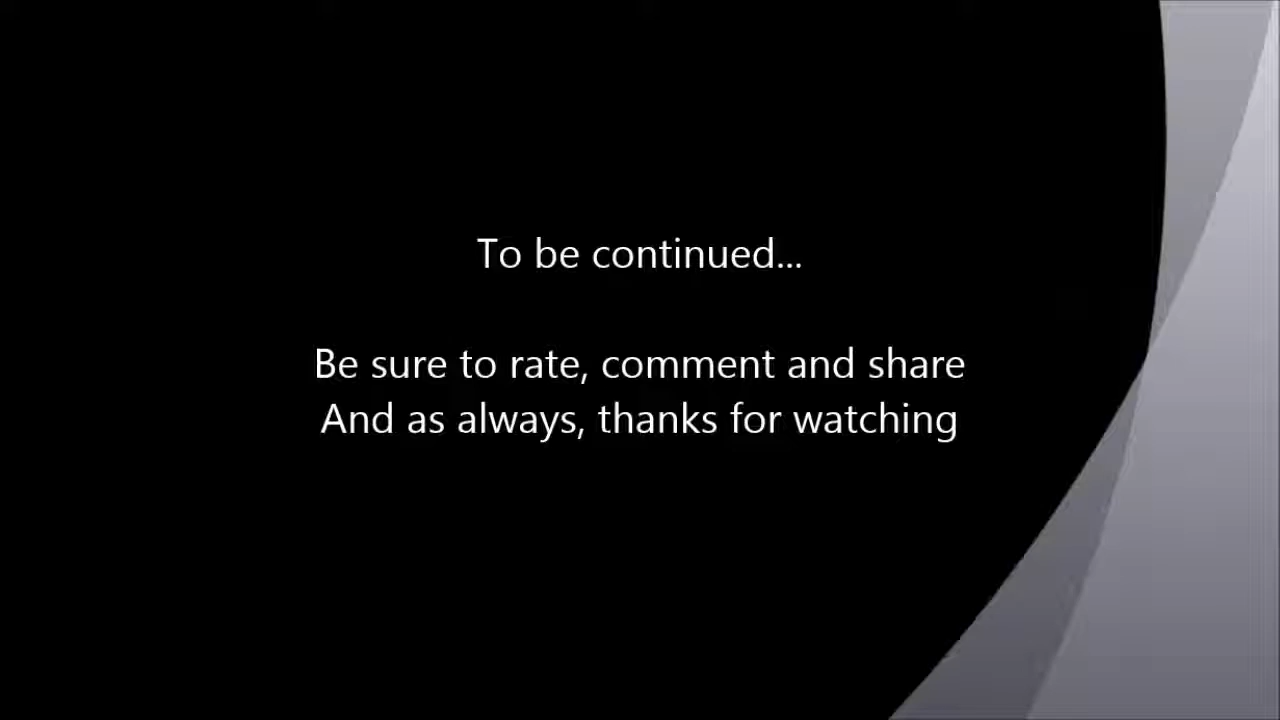 To be continued...
Be sure to rate, comment and share
And as always, thanks for watching